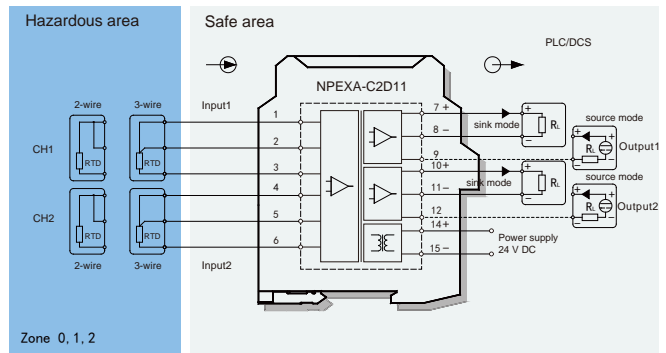 Hazardous area
Safe area
PLC/DCS
NPEXA-C2D11
2-wire
3-wire
Input1
1
2
3
4
5
6
CH1
RTD
RTD
CH2
RTD
RTD
2-wire
3-wire
Input2
7 +
8 −
9
10+
11−
12
14+
15 −
sink mode
sink mode
+
RL
−
+
RL
−
source mode
+
RL
−
Output1
source mode
+
RL
−
Output2
Power supply
24 V DC
Zone 0, 1, 2